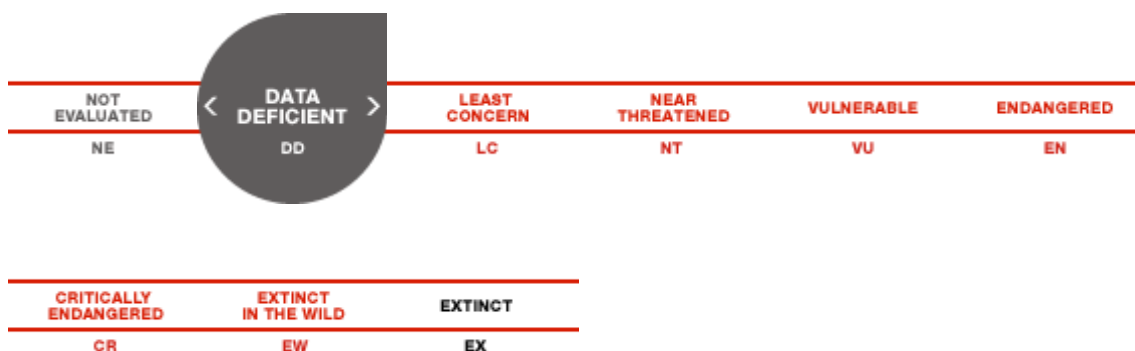 NOT
EVALUATED
NE
< DATA
DEFICIENT >
DD
LEAST
CONCERN
LC
NEAR
THREATENED
NT
VULNERABLE
VU
ENDANGERED
EN
CRITICALLY
ENDANGERED
CR
EXTINCT
IN THE WILD
EW
EXTINCT
EX